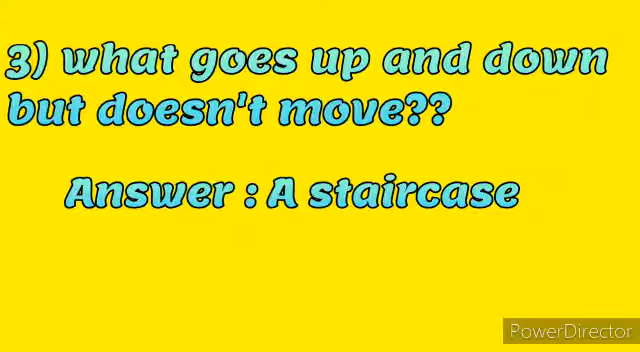 3) what goes up and down
but doesn't move??
Answer : A staircase
PowerDirector